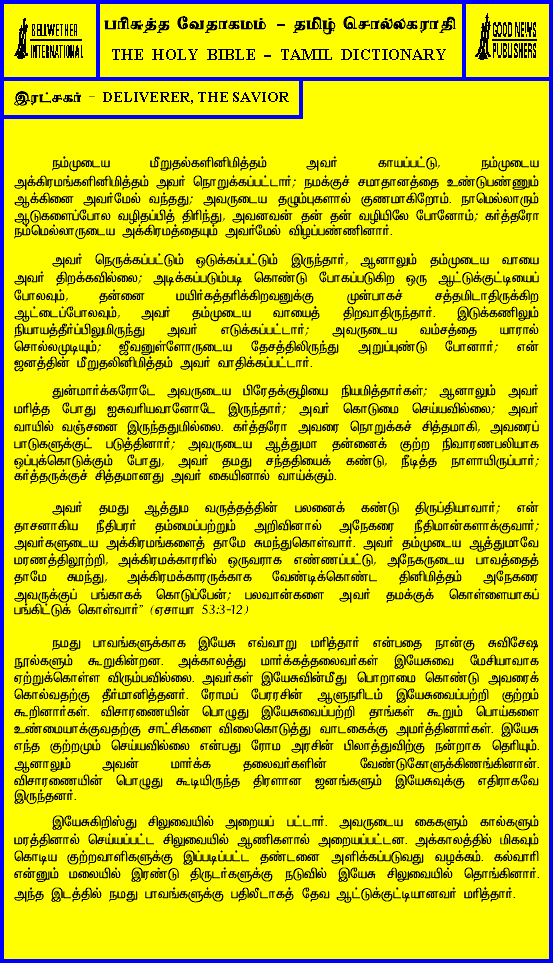 BELLWETHER
INTERNATIONAL
பரிசுத்த வேதாகமம் - தமிழ் சொல்லகராதி
THE HOLY BIBLE - TAMIL DICTIONARY
GOOD NEWS
PUBLISHERS
இரட்சகர் - DELIVERER, THE SAVIOR
நம்முடைய மீறுதல்களினிமித்தம் அவர் காயப்பட்டு, நம்முடைய
அக்கிரமங்களினிமித்தம் அவர் நொறுக்கப்பட்டார்; நமக்குச் சமாதானத்தை உண்டுபண்ணும்
ஆக்கினை அவர்மேல் வந்தது; அவருடைய தழும்புகளால் குணமாகிறோம். நாமெல்லாரும்
ஆடுகளைப்போல வழிதப்பித் திரிந்து, அவனவன் தன் தன் வழியிலே போனோம்; கர்த்தரோ
நம்மெல்லாருடைய அக்கிரமத்தையும் அவர்மேல் விழப்பண்ணினார்.
அவர் நெருக்கப்பட்டும் ஒடுக்கப்பட்டும் இருந்தார், ஆனாலும் தம்முடைய வாயை
அவர் திறக்கவில்லை; அடிக்கப்படும்படி கொண்டு போகப்படுகிற ஒரு ஆட்டுக்குட்டியைப்
போலவும், தன்னை மயிர்கத்தரிக்கிறவனுக்கு முன்பாகச் சத்தமிடாதிருக்கிற
ஆட்டைப்போலவும், அவர் தம்முடைய வாயைத் திறவாதிருந்தார். இடுக்கணிலும்
நியாயத்தீர்ப்பிலுமிருந்து அவர் எடுக்கப்பட்டார்; அவருடைய வம்சத்தை யாரால்
சொல்லமுடியும்; ஜீவனுள்ளோருடைய தேசத்திலிருந்து அறுப்புண்டு போனார்; என்
ஜனத்தின் மீறுதலினிமித்தம் அவர் வாதிக்கப்பட்டார்.
துன்மார்க்கரோடே அவருடைய பிரேதக்குழியை நியமித்தார்கள்; ஆனாலும் அவர்
மரித்த போது ஐசுவரியவானோடே இருந்தார்; அவர் கொடுமை செய்யவில்லை; அவர்
வாயில் வஞ்சனை இருந்ததுமில்லை. கர்த்தரோ அவரை நொறுக்கச் சித்தமாகி, அவரைப்
பாடுகளுக்குட் படுத்தினார்; அவருடைய ஆத்துமா தன்னைக் குற்ற நிவாரணபலியாக
ஒப்புக்கொடுக்கும் போது, அவர் தமது சந்ததியைக் கண்டு, நீடித்த நாளாயிருப்பார்;
கர்த்தருக்குச் சித்தமானது அவர் கையினால் வாய்க்கும்.
அவர் தமது ஆத்தும வருத்தத்தின் பலனைக் கண்டு திருப்தியாவார்; என்
தாசனாகிய நீதிபரர் தம்மைப்பற்றும் அறிவினால் அநேகரை நீதிமான்களாக்குவார்;
அவர்களுடைய அக்கிரமங்களைத் தாமே சுமந்துகொள்வார். அவர் தம்முடைய ஆத்துமாவே
மரணத்திலூற்றி, அக்கிரமக்காரரில் ஒருவராக எண்ணப்பட்டு, அநேகருடைய பாவத்தைத்
தாமே சுமந்து, அக்கிரமக்காரருக்காக வேண்டிக்கொண்ட தினிமித்தம் அநேகரை
அவருக்குப் பங்காகக் கொடுப்பேன்; பலவான்களை அவர் தமக்குக் கொள்ளையாகப்
பங்கிட்டுக் கொள்வார்” (ஏசாயா 53:3-12)
நமது பாவங்களுக்காக இயேசு எவ்வாறு மரித்தார் என்பதை நான்கு சுவிசேஷ
நூல்களும் கூறுகின்றன. அக்காலத்து மார்க்கத்தலைவர்கள் இயேசுவை மேசியாவாக
ஏற்றுக்கொள்ள விரும்பவில்லை. அவர்கள் இயேசுவின்மீது பொறாமை கொண்டு அவரைக்
கொல்வதற்கு தீர்மானித்தனர். ரோமப் பேரரசின் ஆளுநரிடம் இயேசுவைப்பற்றி குற்றம்
கூறினார்கள். விசாரணையின் பொழுது இயேசுவைப்பற்றி தாங்கள் கூறும் பொய்களை
உண்மையாக்குவதற்கு சாட்சிகளை விலைகொடுத்து வாடகைக்கு அமர்த்தினார்கள். இயேசு
எந்த குற்றமும் செய்யவில்லை என்பது ரோம அரசின் பிலாத்துவிற்கு நன்றாக தெரியும்.
ஆனாலும் அவன் மார்க்க தலைவர்களின் வேண்டுகோளுக்கிணங்கினான்.
விசாரணையின் பொழுது கூடியிருந்த திரளான ஜனங்களும் இயேசுவுக்கு எதிராகவே
இருந்தனர்.
இயேசுகிறிஸ்து சிலுவையில் அறையப் பட்டார். அவருடைய கைகளும் கால்களும்
மரத்தினால் செய்யப்பட்ட சிலுவையில் ஆணிகளால் அறையப்பட்டன. அக்காலத்தில் மிகவும்
கொடிய குற்றவாளிகளுக்கு இப்படிப்பட்ட தண்டனை அளிக்கப்படுவது வழக்கம். கல்வாரி
என்னும் மலையில் இரண்டு திருடர்களுக்கு நடுவில் இயேசு சிலுவையில் தொங்கினார்.
அந்த இடத்தில் நமது பாவங்களுக்கு பதிலீடாகத் தேவ ஆட்டுக்குட்டியானவர் மரித்தார்.